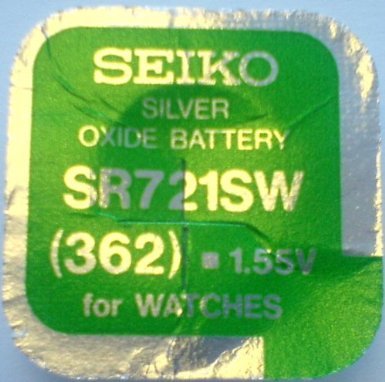 SEIKO
SILVER
OXIDE BATTERY
SR721SW
(362) ▪ 1.55V
for WATCHES